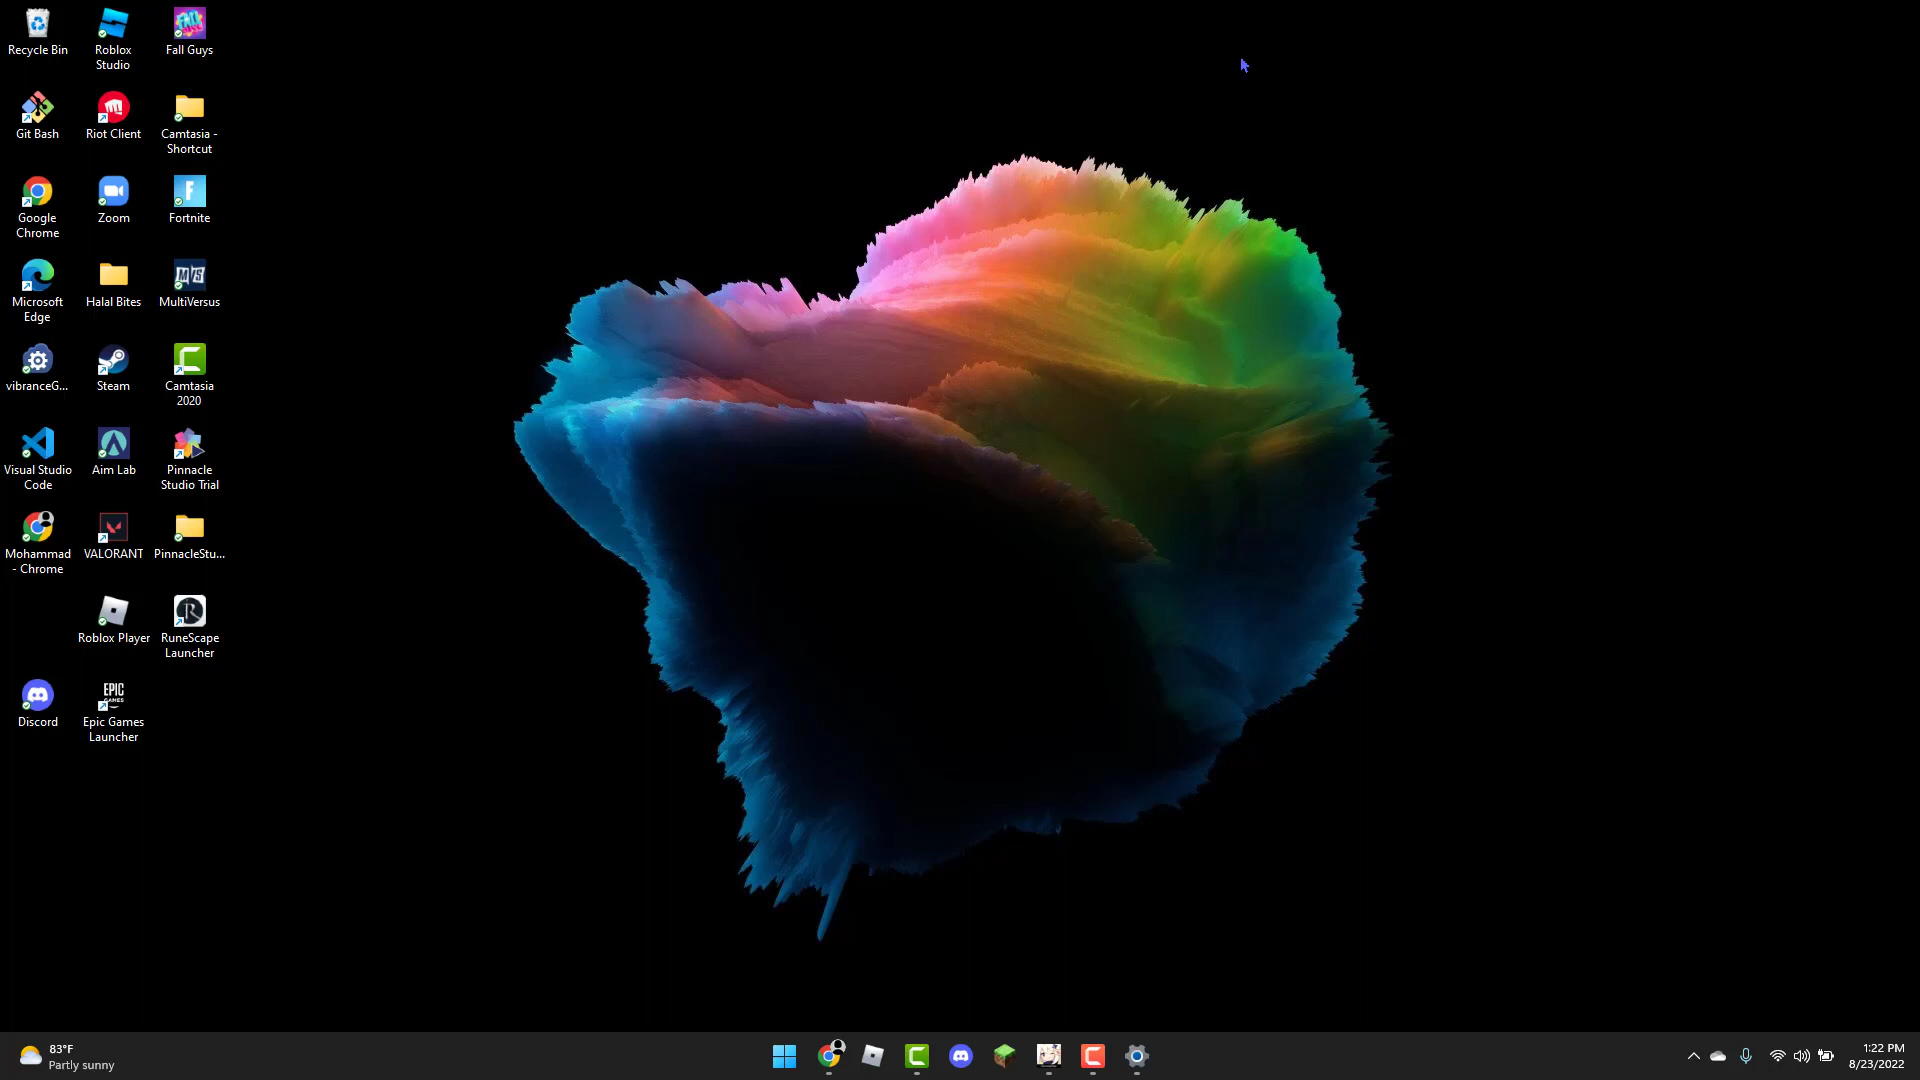 Recycle Bin
Roblox
Studio
Fall Guys
Git Bash
Riot Client
Camtasia -
Shortcut
Google
Chrome
Zoom
Fortnite
Microsoft
Edge
Halal Bites
MultiVersus
vibranceG...
Steam
Camtasia
2020
Visual Studio
Code
Aim Lab
Pinnacle
Studio Trial
Mohammad
- Chrome
VALORANT
PinnacleStu...
Roblox Player
RuneScape
Launcher
Discord
EPIC
GAMES
Epic Games
Launcher
83°F
Partly sunny
1:22 PM
8/23/2022